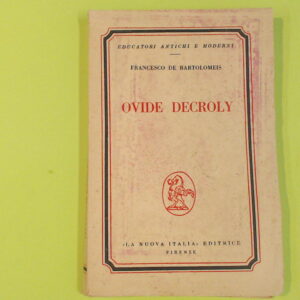 EDUCATORI ANTICHI E MODERNI
FRANCESCO DE BARTOLOMEIS
OVIDE DECROLY
«LA NUOVA ITALIA» EDITRICE
FIRENZE